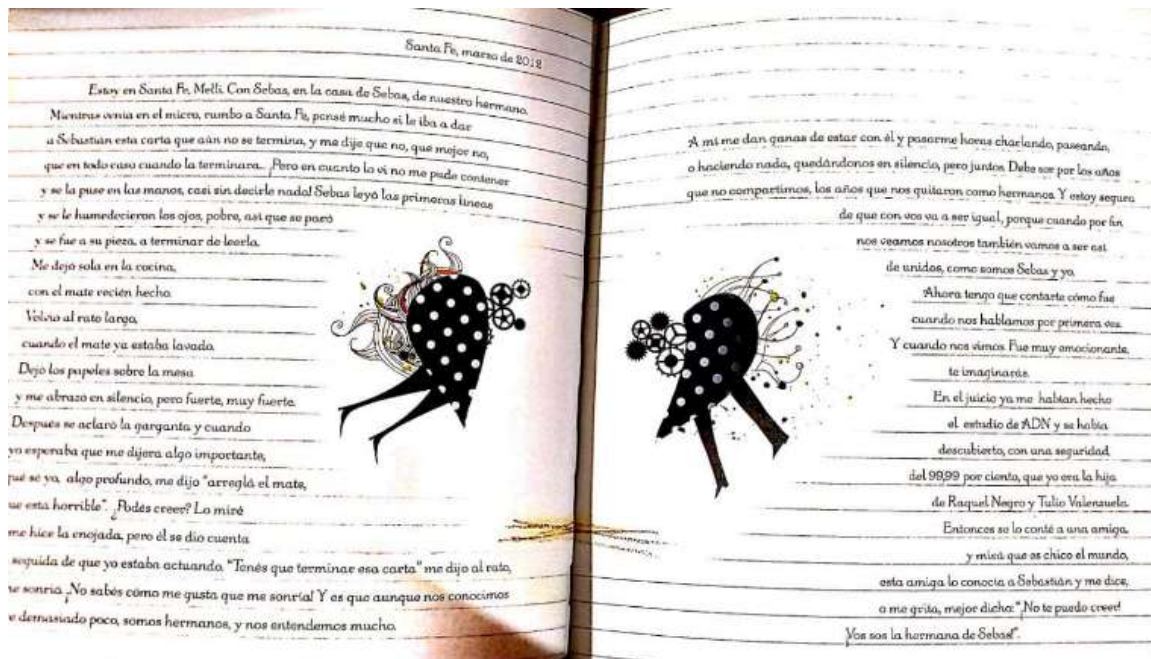 Santa Fe, marzo de 2012
Estoy en Santa Fe, Melli. Con Sebas, en la casa de Sebas, de nuestro hermano.
Mientras venía en el micro, rumbo a Santa Fe, pensé mucho si le iba a dar
a Sebastián esta carta que aún no se termina, y me dije que no, que mejor no,
que en todo caso cuando la terminara. ¡Pero en cuanto lo vi no me pude contener
y se la puse en las manos, casi sin decirle nada! Sebas leyó las primeras líneas
y se le humedecieron los ojos, pobre, así que se paró
y se fue a su pieza, a terminar de leerla.
Me dejó sola en la cocina,
con el mate recién hecho.
Volvió al rato largo,
cuando el mate ya estaba lavado.
Dejó los papeles sobre la mesa
y me abrazó en silencio, pero fuerte, muy fuerte.
Después se aclaró la garganta y cuando
yo esperaba que me dijera algo importante,
qué sé yo, algo profundo, me dijo "arreglá el mate,
que está horrible". ¿Podés creer? Lo miré
me hice la enojada, pero él se dio cuenta
seguida de que yo estaba actuando. "Tenés que terminar esa carta" me dijo al rato,
me sonrió. ¡No sabés cómo me gusta que me sonría! Y es que aunque nos conocimos
demasiado poco, somos hermanos, y nos entendemos mucho.
A mí me dan ganas de estar con él y pasarme horas charlando, paseando,
o haciendo nada, quedándonos en silencio, pero juntos. Debe ser por los años
que no compartimos, los años que nos quitaron como hermanos. Y estoy segura
de que con vos va a ser igual, porque cuando por fin
nos veamos nosotros también vamos a ser así
de unidos, como somos Sebas y yo.
Ahora tengo que contarte cómo fue
cuando nos hablamos por primera vez.
Y cuando nos vimos. Fue muy emocionante,
te imaginarás.
En el juicio ya me habían hecho
el estudio de ADN y se había
descubierto, con una seguridad
del 99,99 por ciento, que yo era la hija
de Raquel Negro y Tulio Valenzuela.
Entonces se lo conté a una amiga,
y mirá que es chico el mundo,
esta amiga lo conocía a Sebastián y me dice,
o me grita, mejor dicho: "¡No te puedo creer!
¡Vos sos la hermana de Sebas!".